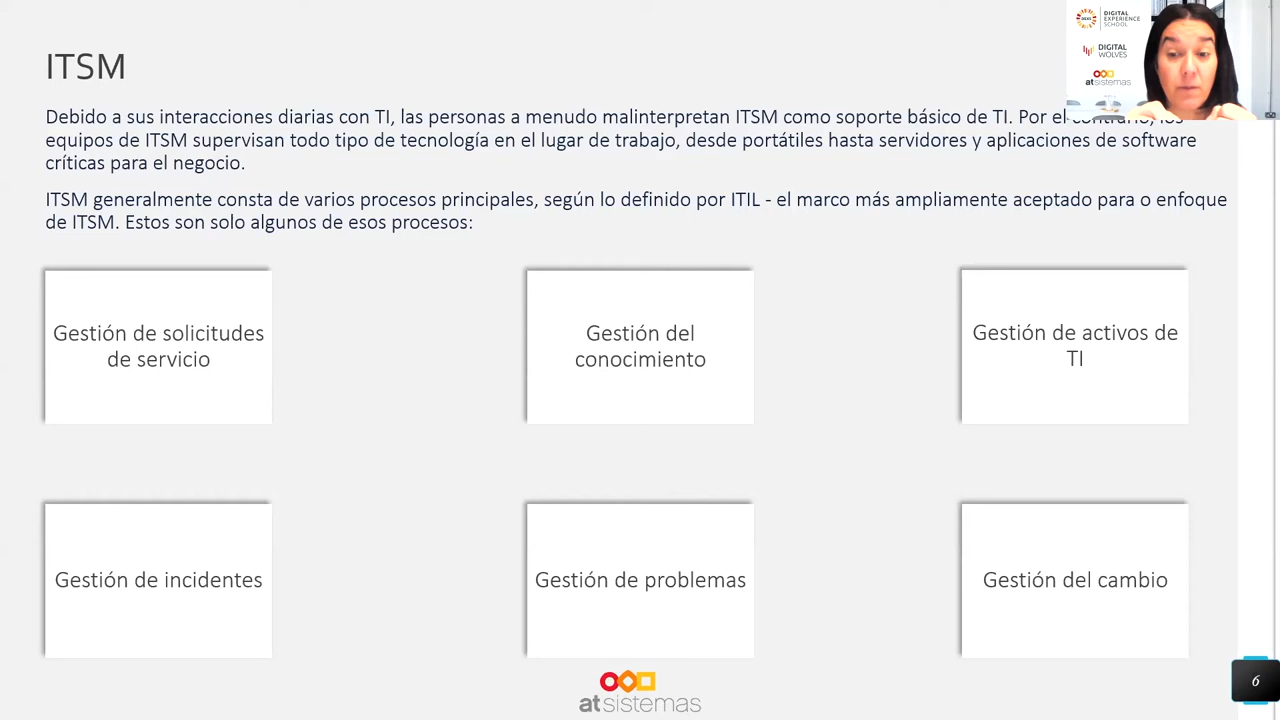 ITSM
Debido a sus interacciones diarias con TI, las personas a menudo malinterpretan ITSM como soporte básico de TI. Por el contrario, los
equipos de ITSM supervisan todo tipo de tecnología en el lugar de trabajo, desde portátiles hasta servidores y aplicaciones de software
críticas para el negocio.
ITSM generalmente consta de varios procesos principales, según lo definido por ITIL - el marco más ampliamente aceptado para o enfoque
de ITSM. Estos son solo algunos de esos procesos:
Gestión de solicitudes
de servicio
Gestión del
conocimiento
Gestión de activos de
TI
Gestión de incidentes
Gestión de problemas
Gestión del cambio
atsistemas
6
DIGITAL
EXPERIENCE
SCHOOL
DIGITAL
WOLVES
atsistemas